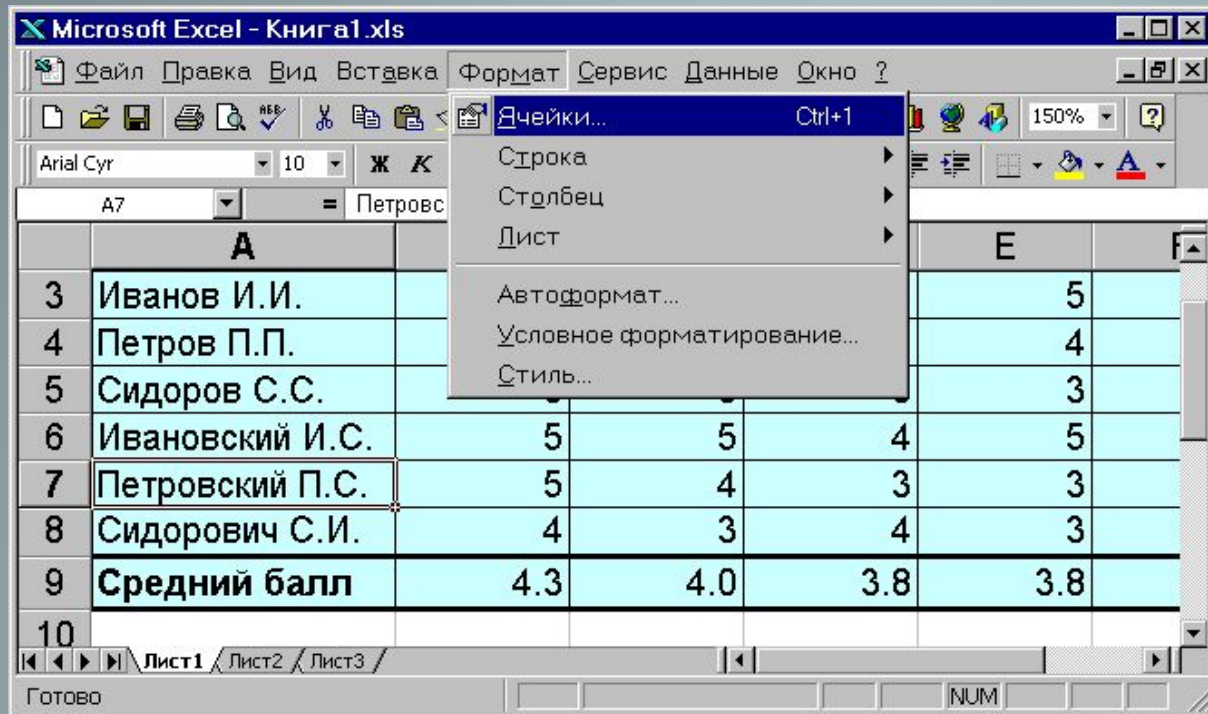 Microsoft Excel - Книга1.xls
Файл Правка Вид Вставка Формат Сервис Данные Окно ?
Ячейки... Ctrl+1 150%
Arial Cyr 10 Ж К Строка А
A7 = Петровс Столбец
Лист
A E
3 Иванов И.И. Автоформат... 5
4 Петров П.П. Условное форматирование... 4
5 Сидоров С.С. Стиль... 3
6 Ивановский И.С. 5 5 4 5
7 Петровский П.С. 5 4 3 3
8 Сидорович С.И. 4 3 4 3
9 Средний балл 4.3 4.0 3.8 3.8
10
Лист1 Лист2 Лист3
Готово NUM